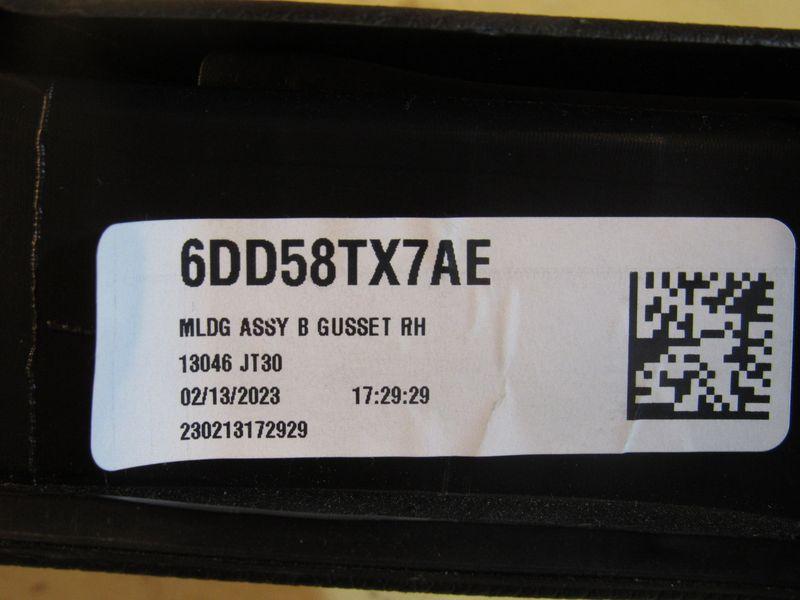 6DD58TX7AE
MLDG ASSY B GUSSET RH
13046 JT30
02/13/2023 17:29:29
230213172929